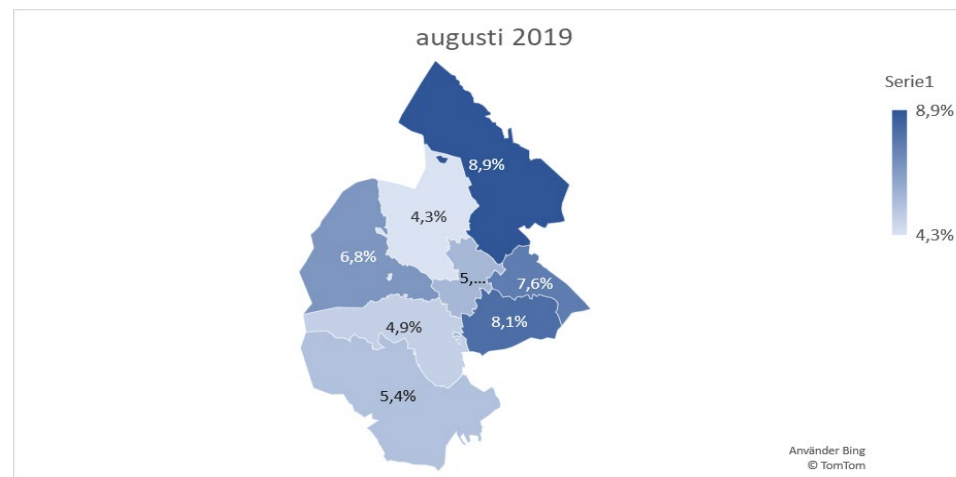 augusti 2019
Serie1
8,9%
4,3%
8,9%
4,3%
6,8%
5,...
7,6%
8,1%
4,9%
5,4%
Använder Bing
© TomTom